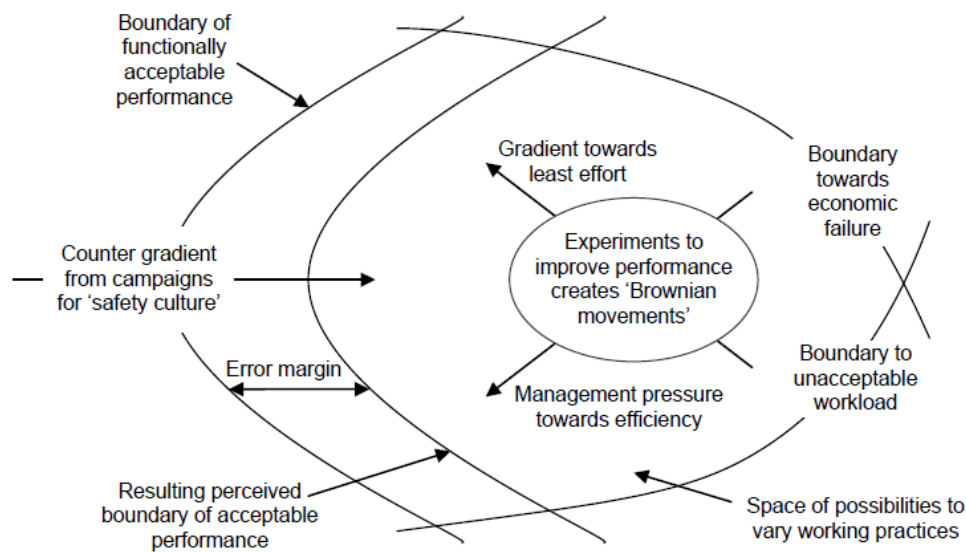 Boundary of
functionally
acceptable
performance
Gradient towards
least effort
Boundary
towards
economic
failure
Counter gradient
from campaigns
for ‘safety culture’
Experiments to
improve performance
creates ‘Brownian
movements’
Error margin
Management pressure
towards efficiency
Boundary to
unacceptable
workload
Resulting perceived
boundary of acceptable
performance
Space of possibilities to
vary working practices